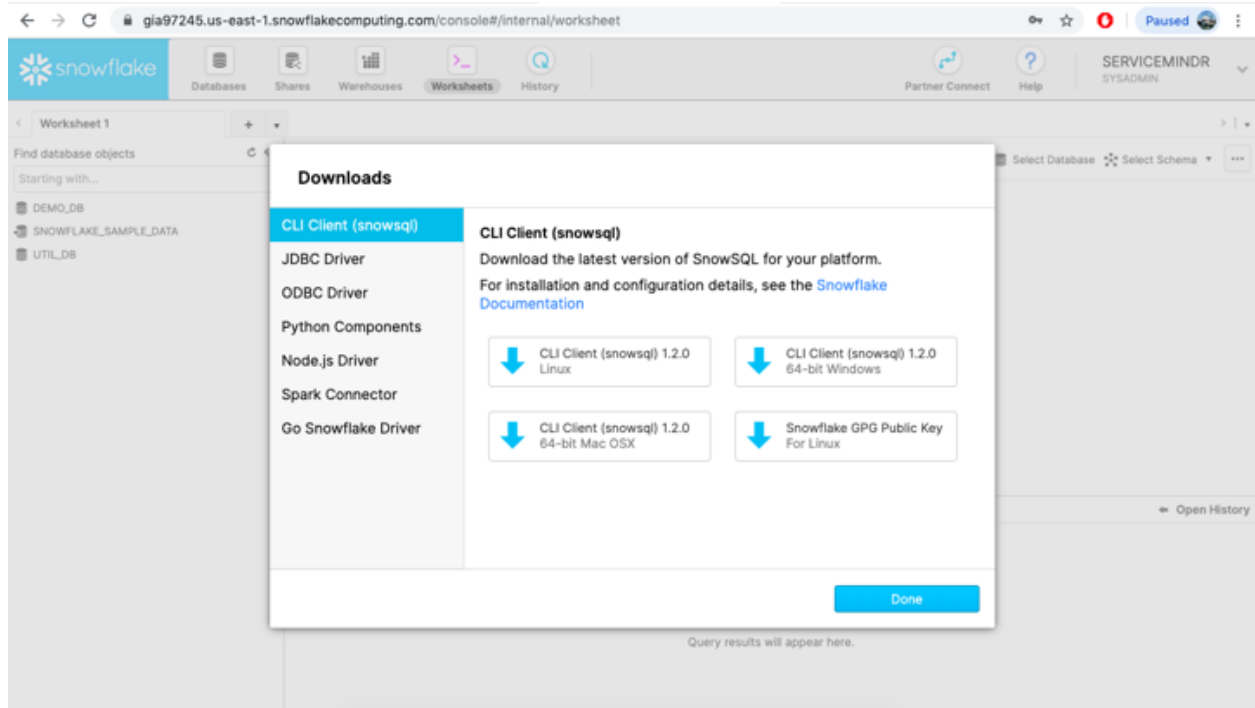 gia97245.us-east-1.snowflakecomputing.com/console#/internal/worksheet
Paused
snowflake
Databases
Shares
Warehouses
Worksheets
History
Partner Connect
Help
SERVICEMINDR
SYSADMIN
Worksheet 1
Find database objects
Starting with...
DEMO_DB
SNOWFLAKE_SAMPLE_DATA
UTIL_DB
Select Database
Select Schema
Downloads
CLI Client (snowsql)
JDBC Driver
ODBC Driver
Python Components
Node.js Driver
Spark Connector
Go Snowflake Driver
CLI Client (snowsql)
Download the latest version of SnowSQL for your platform.
For installation and configuration details, see the Snowflake
Documentation
CLI Client (snowsql) 1.2.0
Linux
CLI Client (snowsql) 1.2.0
64-bit Windows
CLI Client (snowsql) 1.2.0
64-bit Mac OSX
Snowflake GPG Public Key
For Linux
Open History
Done
Query results will appear here.